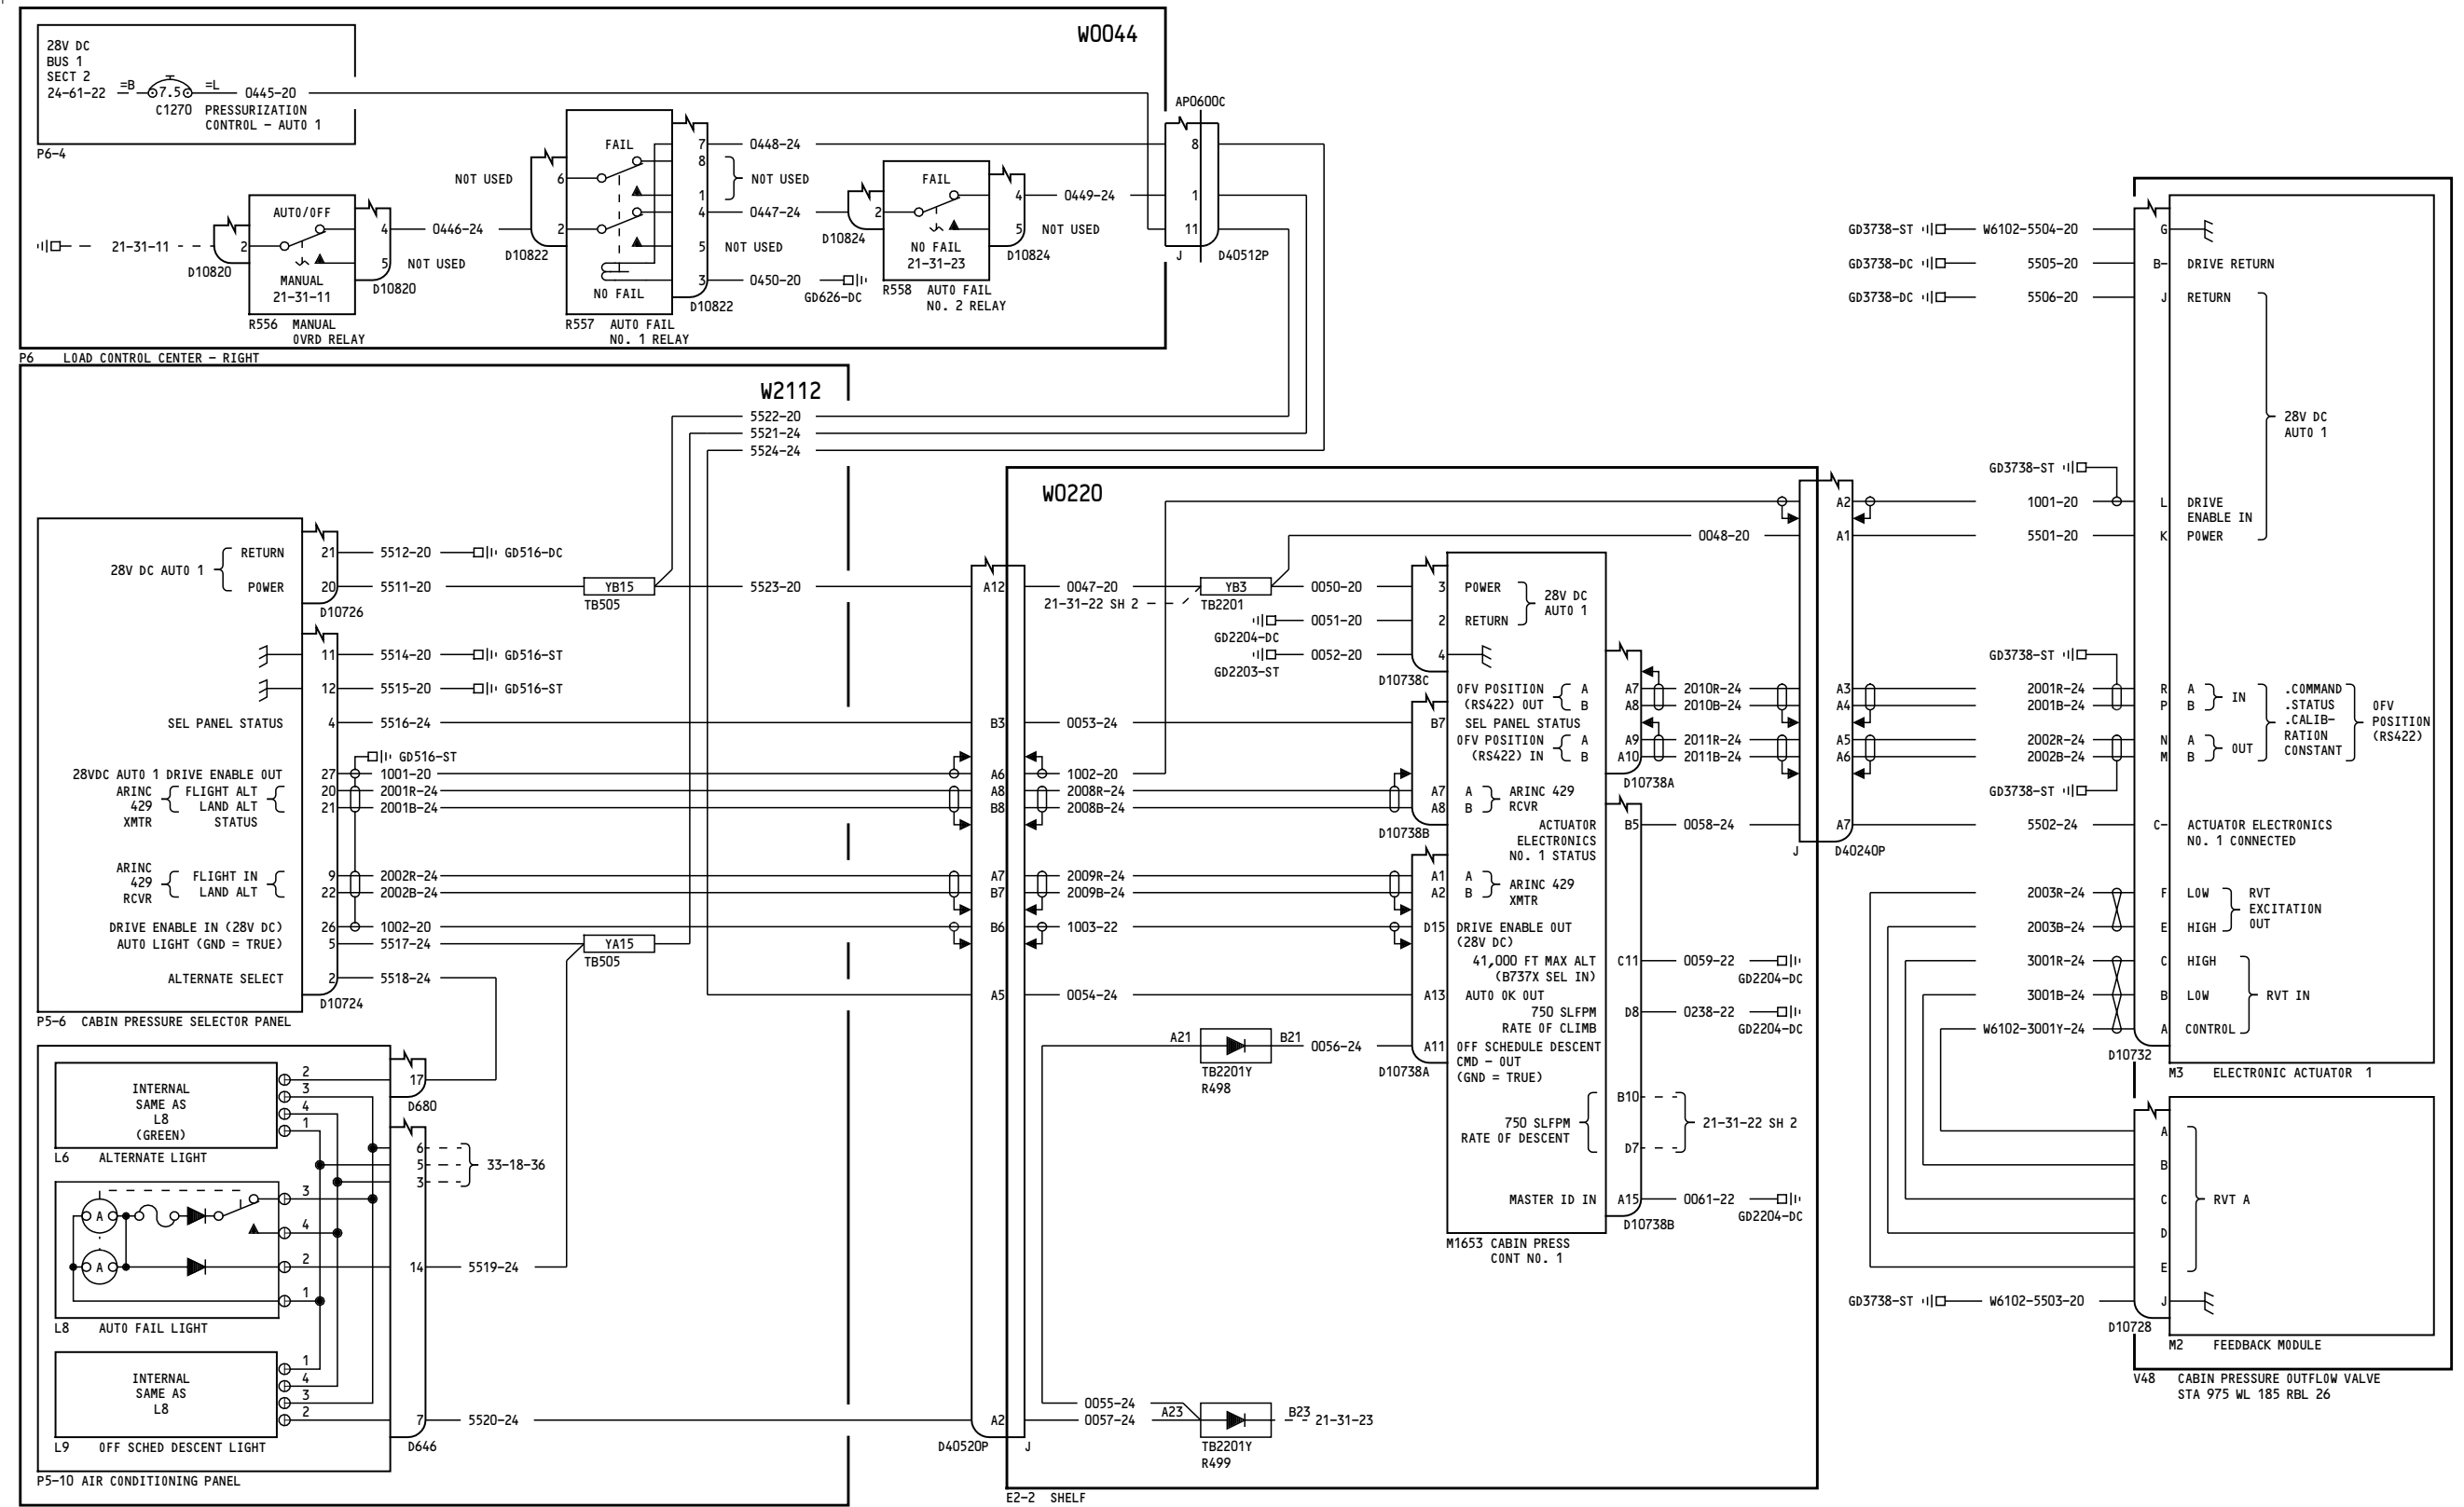 W0044
28V DC
BUS 1
SECT 2
24-61-22 =B 7.5 =L 0445-20
C1270 PRESSURIZATION
CONTROL - AUTO 1
P6-4
AP0600C
FAIL 7 0448-24 8
8
6 NOT USED 1 NOT USED
NOT USED
FAIL
4 0449-24 1
AUTO/OFF
4 0446-24 2 4 0447-24 2
21-31-11 2
5 NOT USED
D10820 D10822 5 NOT USED D10824 NO FAIL 5 NOT USED 11
MANUAL D10820
21-31-11
21-31-23 D10824 J D40512P
NO FAIL 3 0450-20 GD626-DC
D10822
R556 MANUAL
OVRD RELAY
R557 AUTO FAIL
NO. 1 RELAY
R558 AUTO FAIL
NO. 2 RELAY
P6 LOAD CONTROL CENTER - RIGHT
W2112
5522-20
5521-24
5524-24
RETURN 21 5512-20 GD516-DC
28V DC AUTO 1
POWER 20 5511-20 YB15 5523-20 A12
TB505
D10726
11 5514-20 GD516-ST
12 5515-20 GD516-ST
SEL PANEL STATUS 4 5516-24 B3
GD516-ST
28VDC AUTO 1 DRIVE ENABLE OUT 27 1001-20 A6
ARINC FLIGHT ALT 20 2001R-24 A8
429 LAND ALT 21 2001B-24 B8
XMTR STATUS
ARINC
429 FLIGHT IN 9 2002R-24 A7
RCVR LAND ALT 22 2002B-24 B7
DRIVE ENABLE IN (28V DC) 26 1002-20 B6
AUTO LIGHT (GND = TRUE) 5 5517-24 YA15
TB505
ALTERNATE SELECT 2 5518-24
D10724
A5
P5-6 CABIN PRESSURE SELECTOR PANEL
INTERNAL
SAME AS
L8
(GREEN)
2
3
4
1
17
D680
L6 ALTERNATE LIGHT
6
5
3
33-18-36
A
A
3
4
2
1
14 5519-24
L8 AUTO FAIL LIGHT
INTERNAL
SAME AS
L8
1
4
3
2
7 5520-24 A2
L9 OFF SCHED DESCENT LIGHT D646 D40520P J
P5-10 AIR CONDITIONING PANEL
W0220
A2
0048-20 A1
0047-20 YB3 0050-20 3 POWER
21-31-22 SH 2 TB2201
28V DC
AUTO 1
GD2204-DC 0051-20 2 RETURN
GD2203-ST 0052-20 4
D10738C
OFV POSITION A A7 2010R-24 A3
(RS422) OUT B A8 2010B-24 A4
0053-24 B7 SEL PANEL STATUS
OFV POSITION A A9 2011R-24 A5
(RS422) IN B A10 2011B-24 A6
D10738A
1002-20
2008R-24 A7 A ARINC 429
2008B-24 A8 B RCVR
D10738B
ACTUATOR B5 0058-24 A7
ELECTRONICS
NO. 1 STATUS
J D40240P
2009R-24 A1 A ARINC 429
2009B-24 A2 B XMTR
1003-22 D15 DRIVE ENABLE OUT
(28V DC)
41,000 FT MAX ALT C11 0059-22
(B737X SEL IN) GD2204-DC
0054-24 A13 AUTO OK OUT
750 SLFPM D8 0238-22
RATE OF CLIMB GD2204-DC
A21 B21 0056-24 A11 OFF SCHEDULE DESCENT
CMD - OUT
(GND = TRUE)
TB2201Y
R498
D10738A
B10
750 SLFPM 21-31-22 SH 2
RATE OF DESCENT
D7
MASTER ID IN A15 0061-22
D10738B GD2204-DC
M1653 CABIN PRESS
CONT NO. 1
0055-24
0057-24 A23 B23 21-31-23
TB2201Y
R499
E2-2 SHELF
GD3738-ST W6102-5504-20 G
GD3738-DC 5505-20 B- DRIVE RETURN
GD3738-DC 5506-20 J RETURN
28V DC
AUTO 1
GD3738-ST
1001-20 L DRIVE
ENABLE IN
5501-20 K POWER
GD3738-ST
2001R-24 R A
2001B-24 P B
IN
2002R-24 N A
2002B-24 M B
OUT
.COMMAND
.STATUS
.CALIB-
RATION
CONSTANT
OFV
POSITION
(RS422)
GD3738-ST
5502-24 C- ACTUATOR ELECTRONICS
NO. 1 CONNECTED
2003R-24 F LOW RVT
EXCITATION
2003B-24 E HIGH OUT
3001R-24 C HIGH
3001B-24 B LOW RVT IN
W6102-3001Y-24 A CONTROL
D10732
M3 ELECTRONIC ACTUATOR 1
A
B
C RVT A
D
E
GD3738-ST W6102-5503-20 J
D10728
M2 FEEDBACK MODULE
V48 CABIN PRESSURE OUTFLOW VALVE
STA 975 WL 185 RBL 26